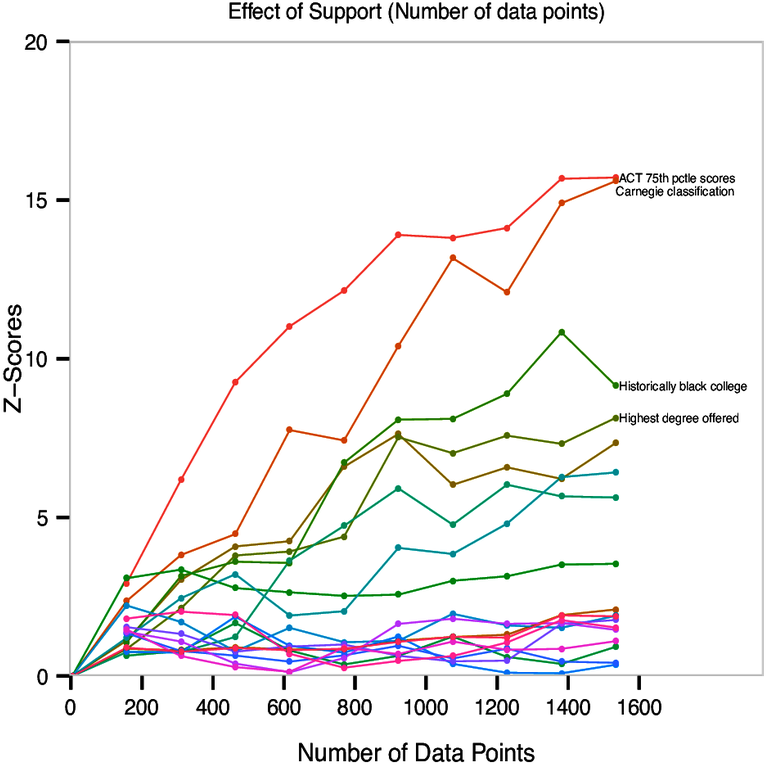 Effect of Support (Number of data points)
20
15
10
5
0
Z-Scores
ACT 75th pctle scores
Carnegie classification
Historically black college
Highest degree offered
0 200 400 600 800 1000 1200 1400 1600
Number of Data Points